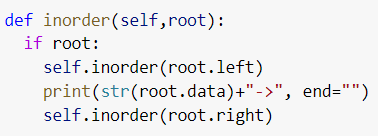 def inorder(self,root):
  if root:
    self.inorder(root.left)
    print(str(root.data)+"->", end="")
    self.inorder(root.right)